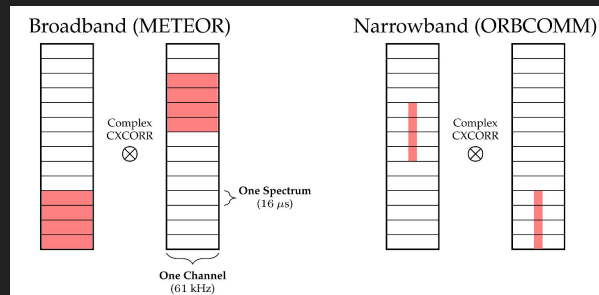 Broadband (METEOR)
Complex
CXCORR
⊗
One Spectrum
(16 μs)
One Channel
(61 kHz)
Narrowband (ORBCOMM)
Complex
CXCORR
⊗